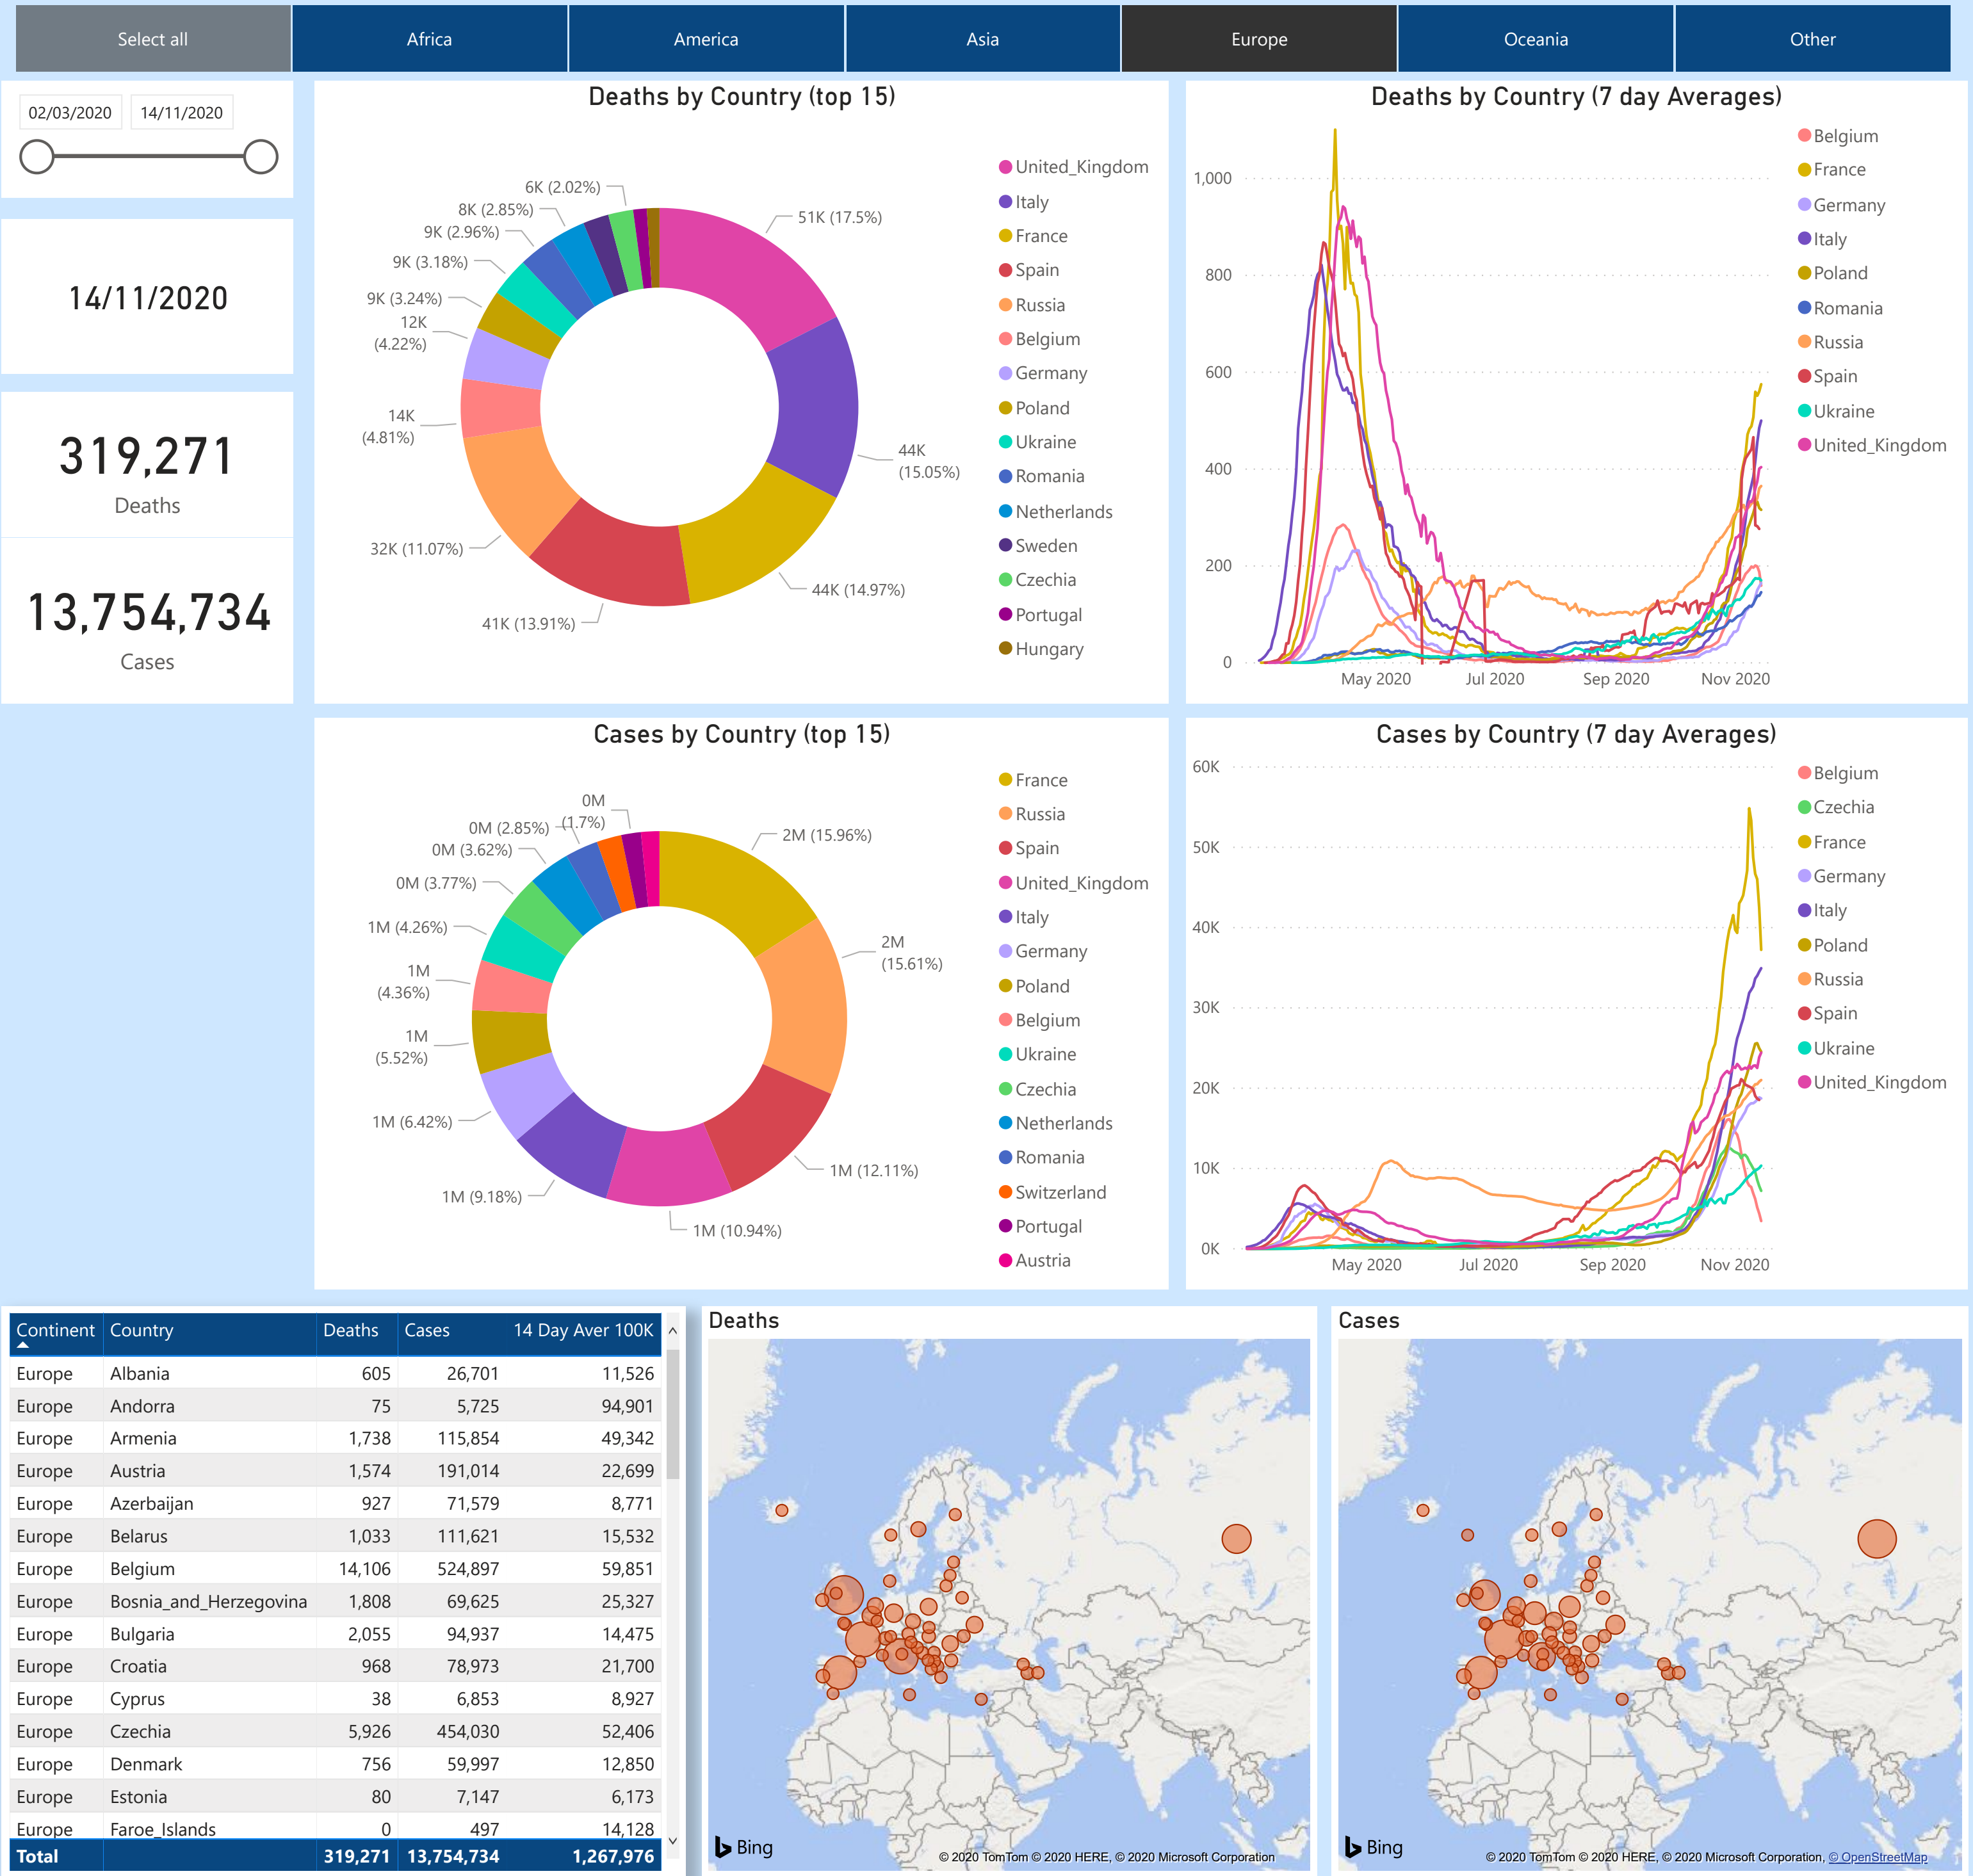 Select all Africa America Asia Europe Oceania Other
02/03/2020 14/11/2020
14/11/2020
319,271
Deaths
13,754,734
Cases
Deaths by Country (top 15)
51K (17.5%)
44K
(15.05%)
44K (14.97%)
41K (13.91%)
32K (11.07%)
14K
(4.81%)
12K
(4.22%)
9K (3.24%)
9K (3.18%)
9K (2.96%)
8K (2.85%)
6K (2.02%)
United_Kingdom
Italy
France
Spain
Russia
Belgium
Germany
Poland
Ukraine
Romania
Netherlands
Sweden
Czechia
Portugal
Hungary
Deaths by Country (7 day Averages)
1,000
800
600
400
200
0
May 2020 Jul 2020 Sep 2020 Nov 2020
Belgium
France
Germany
Italy
Poland
Romania
Russia
Spain
Ukraine
United_Kingdom
Cases by Country (top 15)
2M (15.96%)
2M
(15.61%)
1M (12.11%)
1M (10.94%)
1M (9.18%)
1M (6.42%)
1M
(5.52%)
1M
(4.36%)
1M (4.26%)
0M (3.77%)
0M (3.62%)
0M (2.85%)
0M
(1.7%)
France
Russia
Spain
United_Kingdom
Italy
Germany
Poland
Belgium
Ukraine
Czechia
Netherlands
Romania
Switzerland
Portugal
Austria
Cases by Country (7 day Averages)
60K
50K
40K
30K
20K
10K
0K
May 2020 Jul 2020 Sep 2020 Nov 2020
Belgium
Czechia
France
Germany
Italy
Poland
Russia
Spain
Ukraine
United_Kingdom
Continent Country Deaths Cases 14 Day Aver 100K
Europe Albania 605 26,701 11,526
Europe Andorra 75 5,725 94,901
Europe Armenia 1,738 115,854 49,342
Europe Austria 1,574 191,014 22,699
Europe Azerbaijan 927 71,579 8,771
Europe Belarus 1,033 111,621 15,532
Europe Belgium 14,106 524,897 59,851
Europe Bosnia_and_Herzegovina 1,808 69,625 25,327
Europe Bulgaria 2,055 94,937 14,475
Europe Croatia 968 78,973 21,700
Europe Cyprus 38 6,853 8,927
Europe Czechia 5,926 454,030 52,406
Europe Denmark 756 59,997 12,850
Europe Estonia 80 7,147 6,173
Europe Faroe_Islands 0 497 14,128
Total 319,271 13,754,734 1,267,976
Deaths
Bing
© 2020 TomTom © 2020 HERE, © 2020 Microsoft Corporation
Cases
Bing
© 2020 TomTom © 2020 HERE, © 2020 Microsoft Corporation, © OpenStreetMap